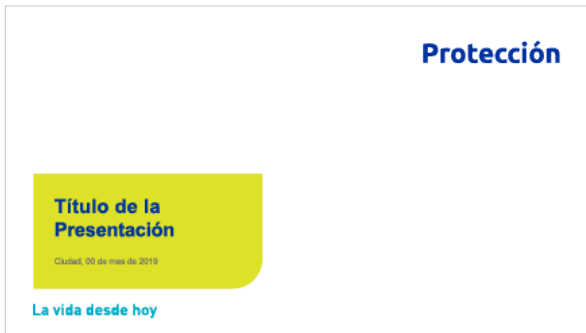 Protección
Título de la
Presentación
Ciudad, 00 de mes de 2019
La vida desde hoy